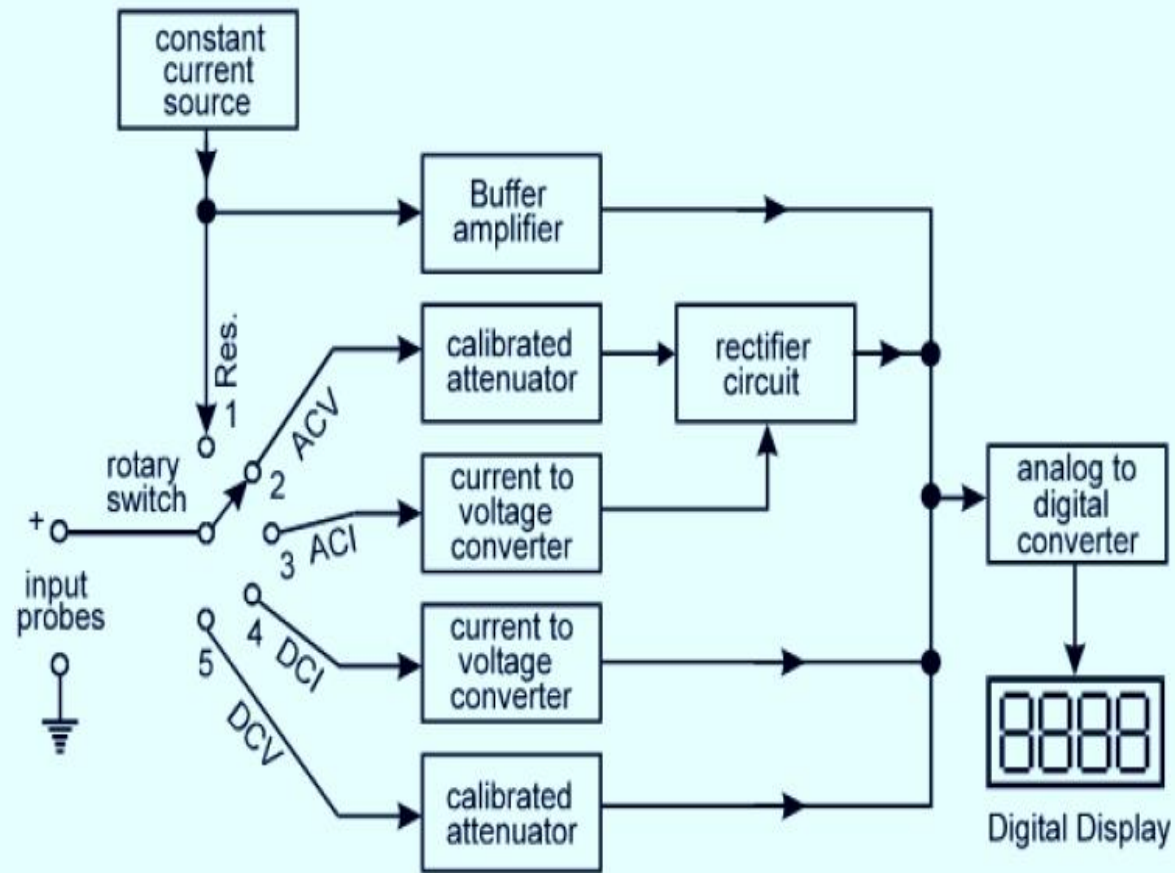 constant
current
source
Buffer
amplifier
Res.
1
calibrated
attenuator
rectifier
circuit
ACV
2
rotary
switch
+
input
probes
3
ACI
current to
voltage
converter
analog to
digital
converter
4
DCI
current to
voltage
converter
5
DCV
calibrated
attenuator
8888
Digital Display